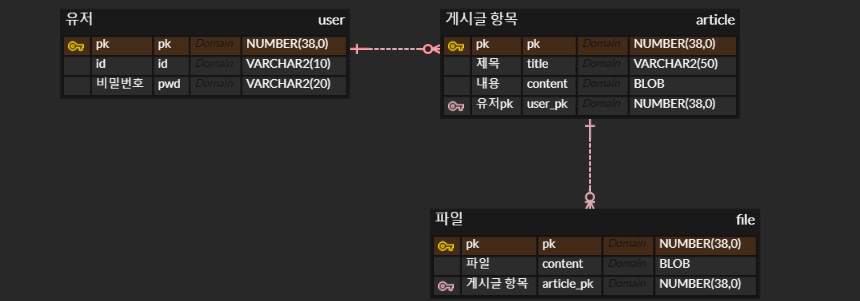 유저 user
pk pk Domain NUMBER(38,0)
id id Domain VARCHAR2(10)
비밀번호 pwd Domain VARCHAR2(20)
게시글 항목 article
pk pk Domain NUMBER(38,0)
제목 title Domain VARCHAR2(50)
내용 content Domain BLOB
유저pk user_pk Domain NUMBER(38,0)
파일 file
pk pk Domain NUMBER(38,0)
파일 content Domain BLOB
게시글 항목 article_pk Domain NUMBER(38,0)